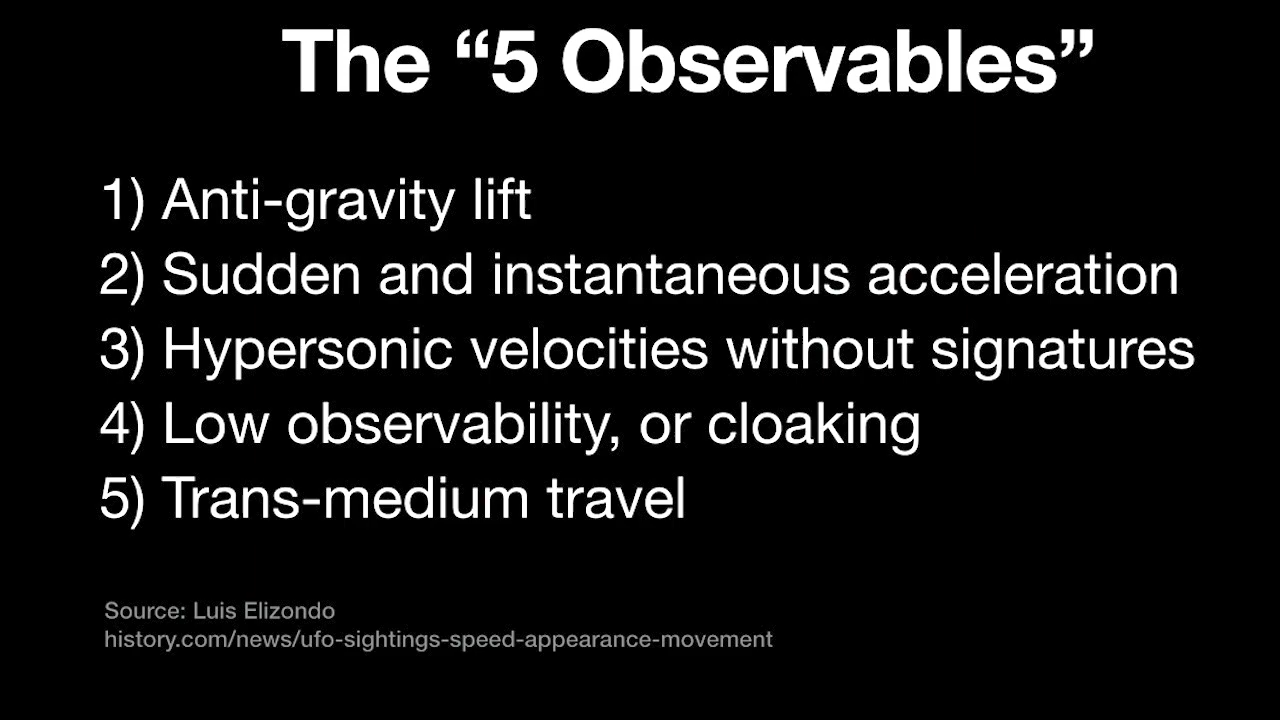 The “5 Observables”
1) Anti-gravity lift
2) Sudden and instantaneous acceleration
3) Hypersonic velocities without signatures
4) Low observability, or cloaking
5) Trans-medium travel
Source: Luis Elizondo
history.com/news/ufo-sightings-speed-appearance-movement